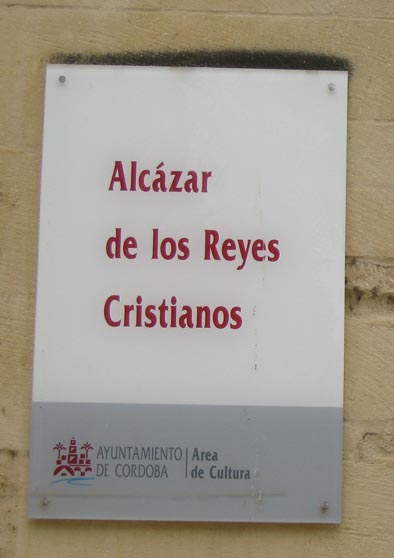 Alcázar
de los Reyes
Cristianos
AYUNTAMIENTO
DE CORDOBA
Area
de Cultura